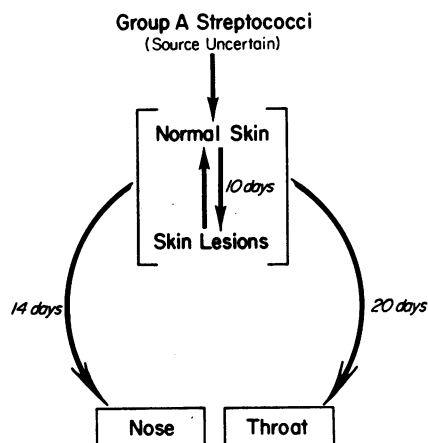 Group A Streptococci
(Source Uncertain)
Normal Skin
10 days
Skin Lesions
14 days
20 days
Nose
Throat